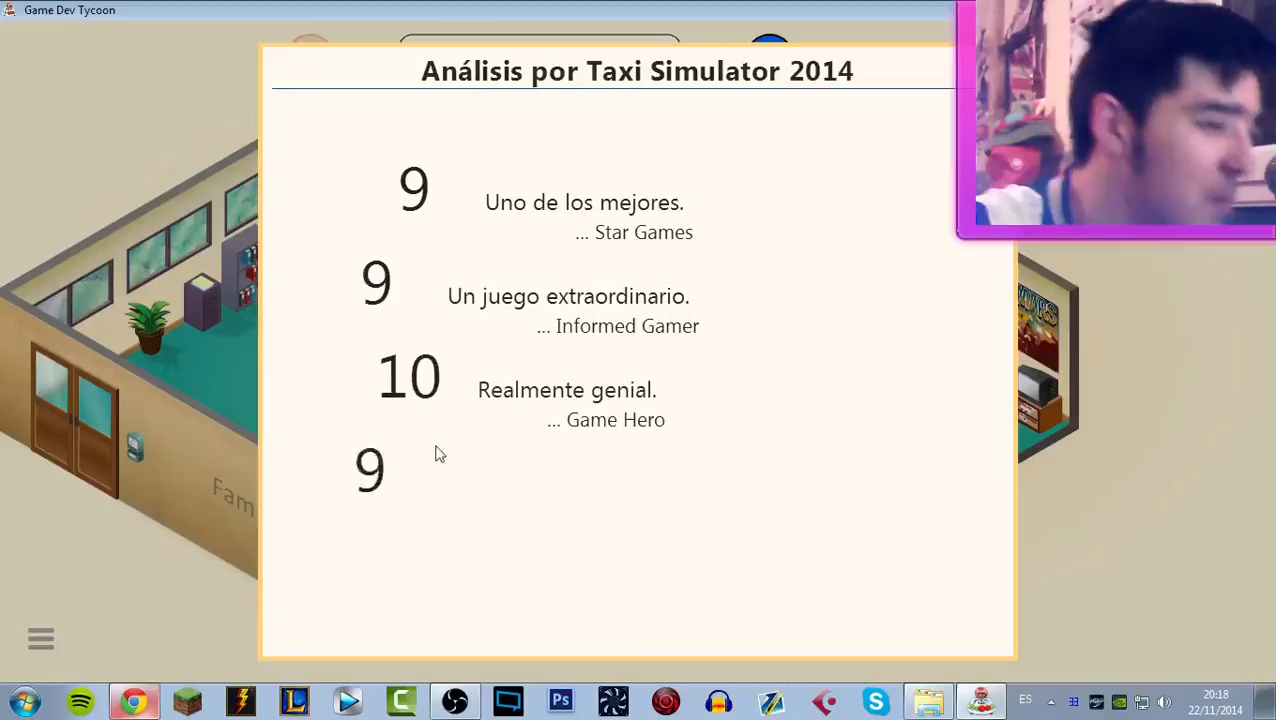 Game Dev Tycoon
Análisis por Taxi Simulator 2014
9 Uno de los mejores.
... Star Games
9 Un juego extraordinario.
... Informed Gamer
10 Realmente genial.
... Game Hero
9
Fam
ES
20:18
22/11/2014